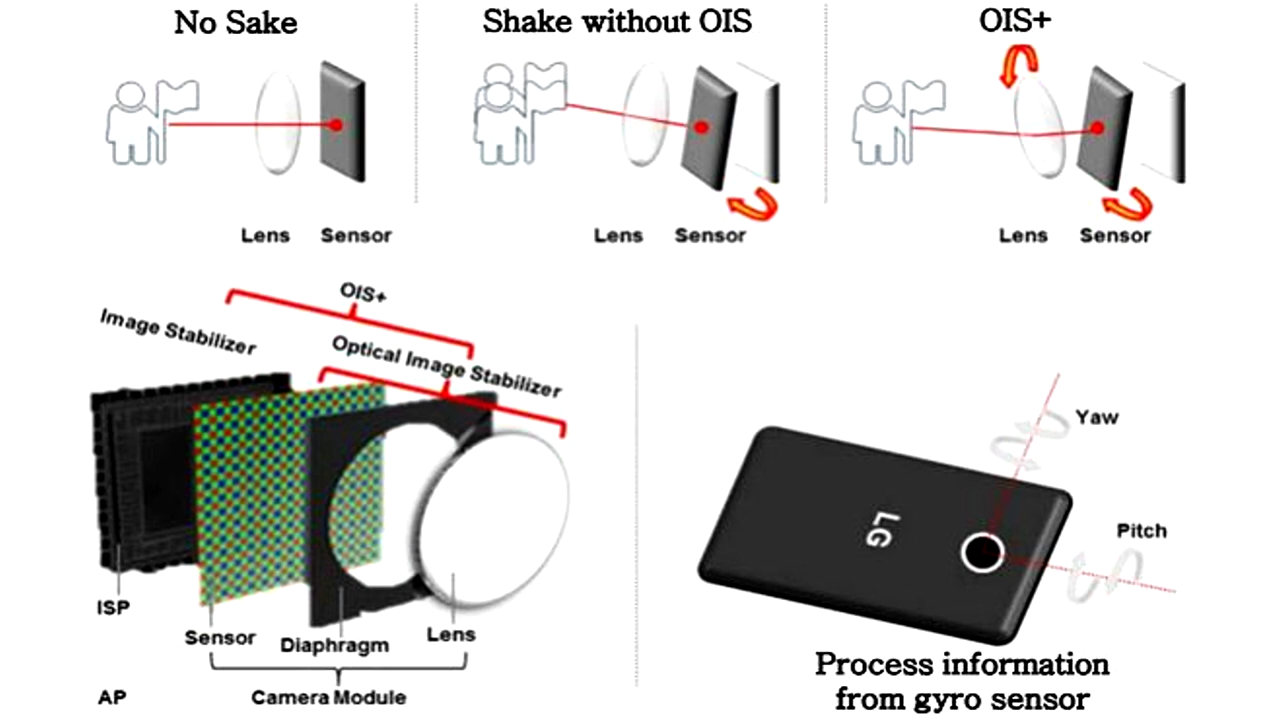 No Sake
Shake without OIS
OIS+
Lens
Sensor
Lens
Sensor
Lens
Sensor
OIS+
Image Stabilizer
Optical Image Stabilizer
ISP
Sensor
Diaphragm
Lens
AP
Camera Module
Yaw
Pitch
LG
Process information
from gyro sensor